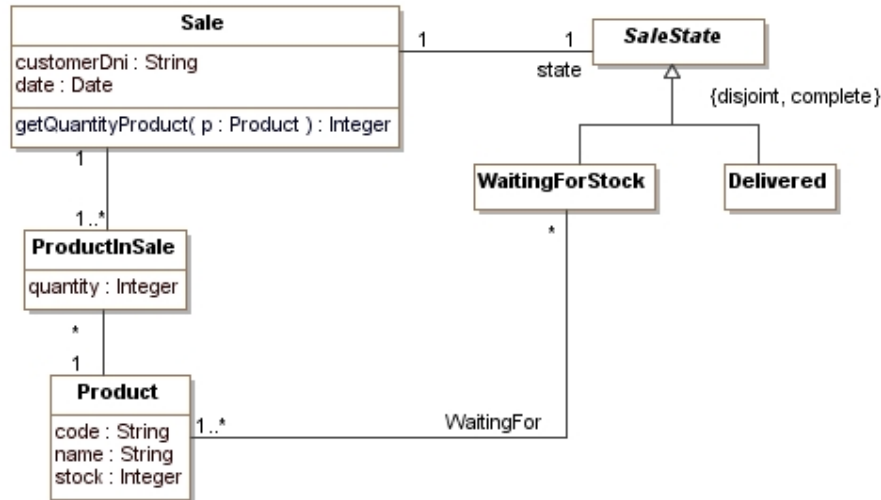 Sale
customerDni : String
date : Date
getQuantityProduct( p : Product ) : Integer
1
1
state
SaleState
{disjoint, complete}
WaitingForStock
Delivered
1
1..*
ProductInSale
quantity : Integer
*
*
1
Product
code : String
name : String
stock : Integer
1..*
WaitingFor